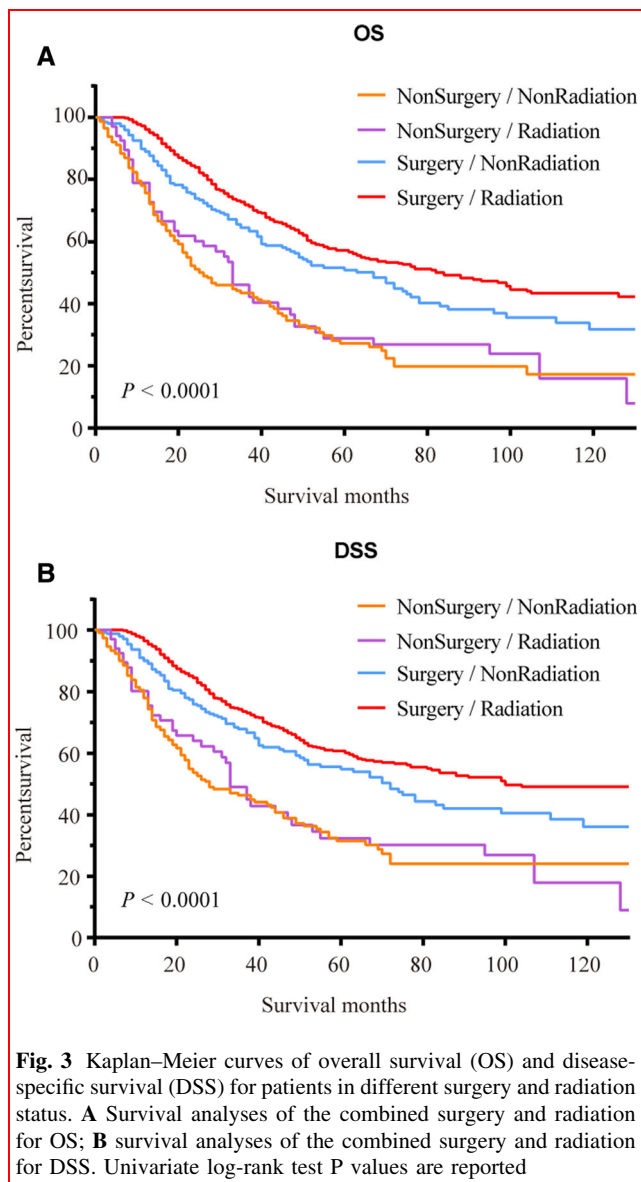 OS
A
NonSurgery / NonRadiation
NonSurgery / Radiation
Surgery / NonRadiation
Surgery / Radiation
100
80
60
40
20
0
Percentsurvival
P < 0.0001
0 20 40 60 80 100 120
Survival months
DSS
B
NonSurgery / NonRadiation
NonSurgery / Radiation
Surgery / NonRadiation
Surgery / Radiation
100
80
60
40
20
0
Percentsurvival
P < 0.0001
0 20 40 60 80 100 120
Survival months
Fig. 3 Kaplan–Meier curves of overall survival (OS) and disease-
specific survival (DSS) for patients in different surgery and radiation
status. A Survival analyses of the combined surgery and radiation
for OS; B survival analyses of the combined surgery and radiation
for DSS. Univariate log-rank test P values are reported